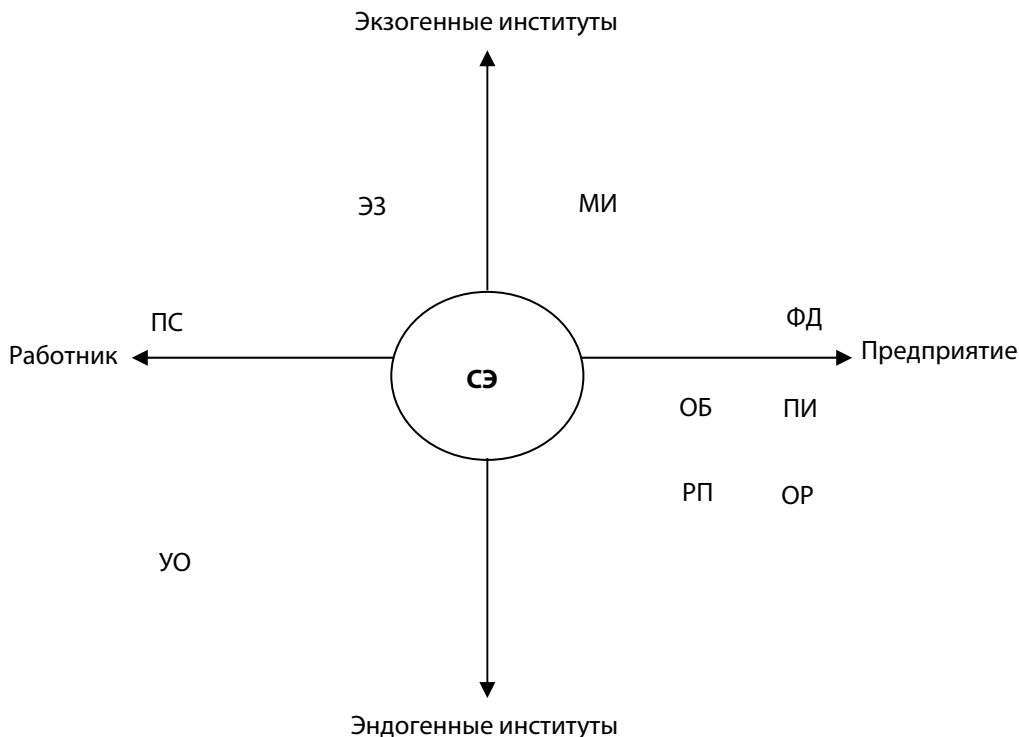 Экзогенные институты
ЭЗ МИ
ПС ФД
Работник Предприятие
СЭ
ОБ ПИ
РП ОР
УО
Эндогенные институты